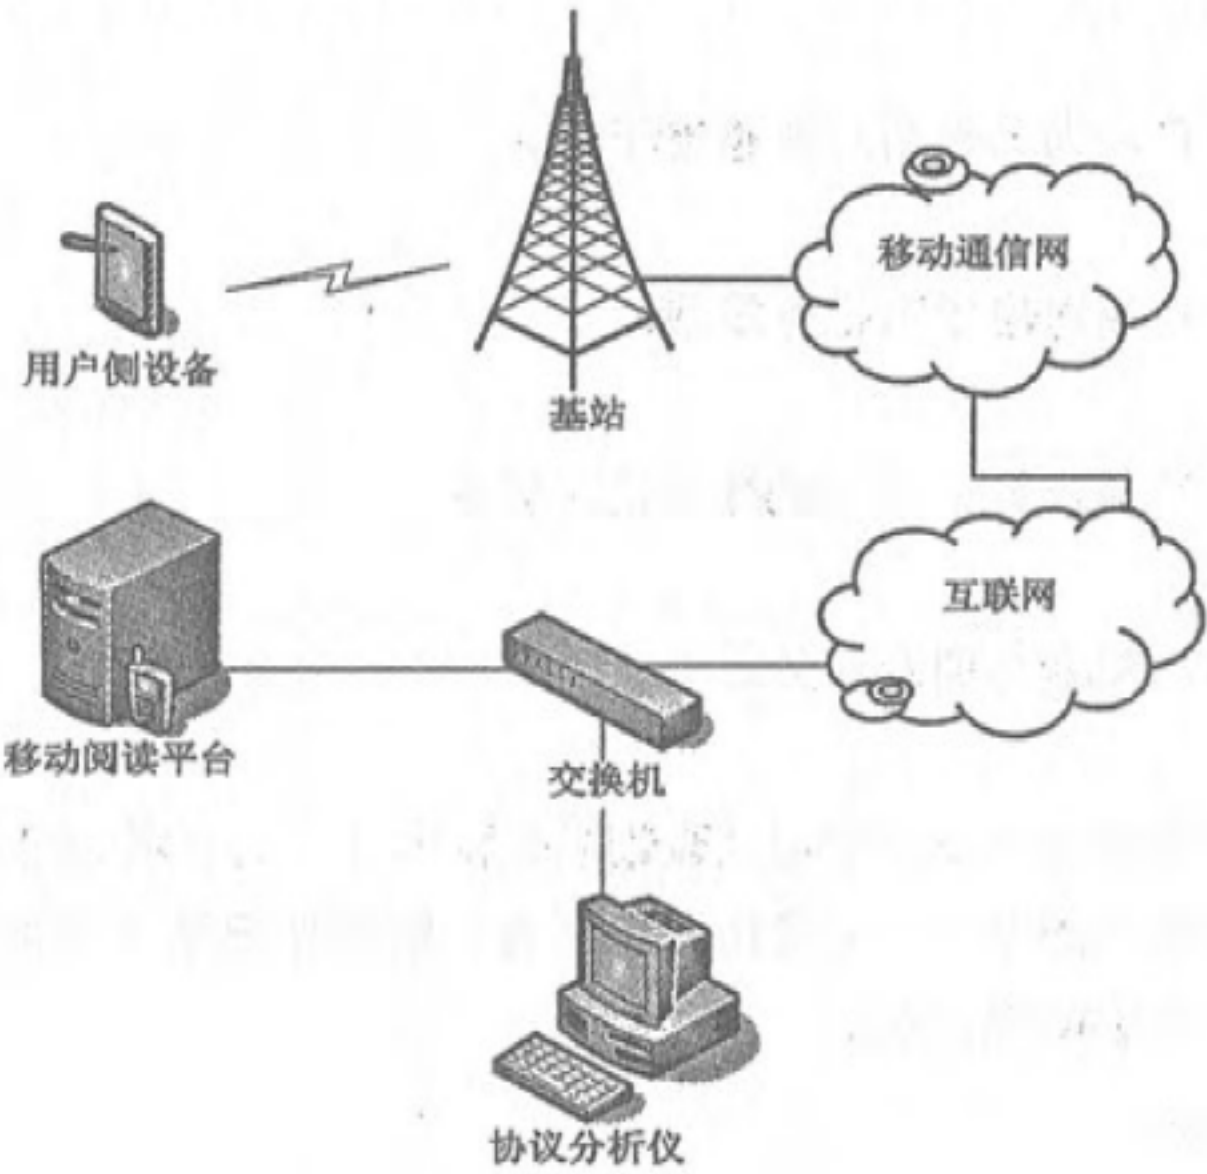 移动通信网
用户侧设备
基站
互联网
移动阅读平台
交换机
协议分析仪